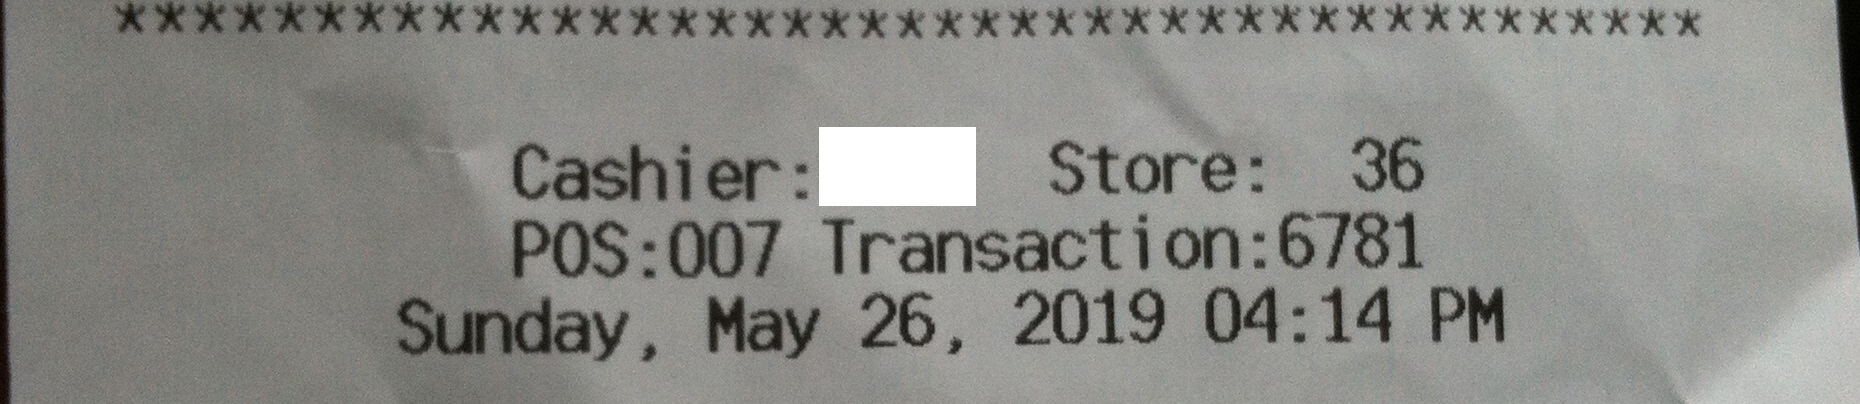 ****************************************
Cashier: Store: 36
POS:007 Transaction:6781
Sunday, May 26, 2019 04:14 PM